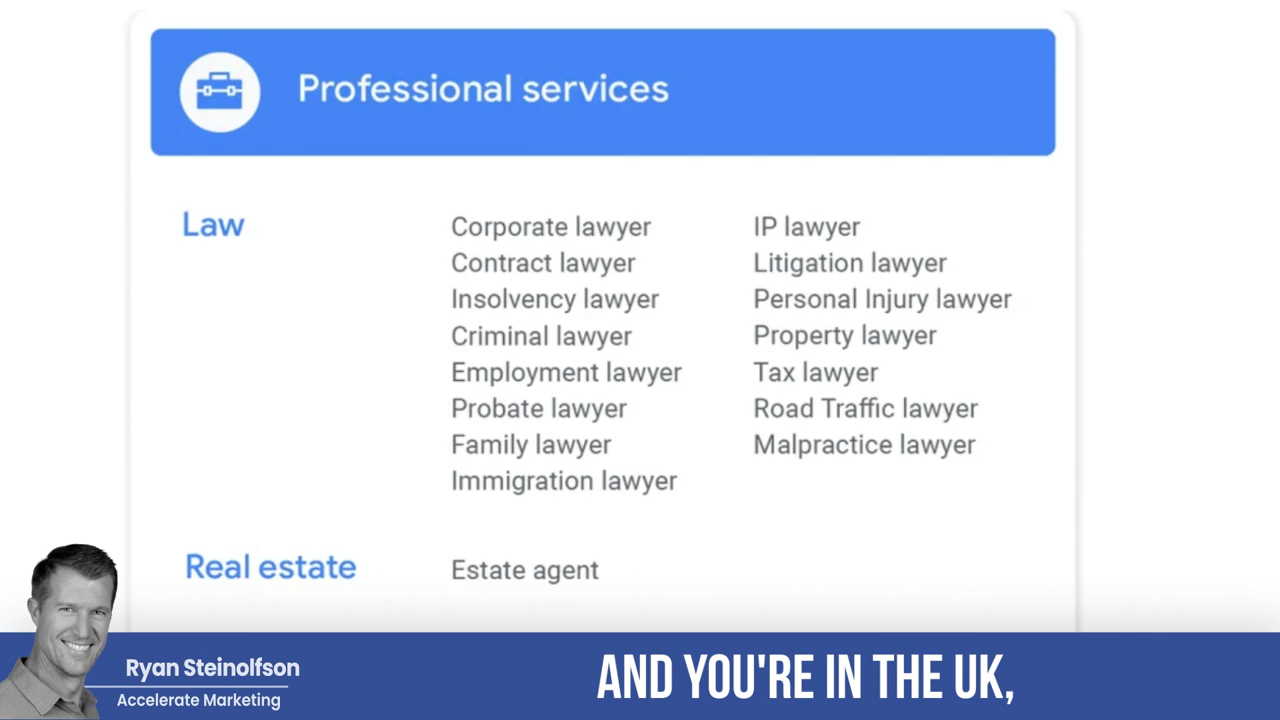 Professional services
Law
Corporate lawyer
Contract lawyer
Insolvency lawyer
Criminal lawyer
Employment lawyer
Probate lawyer
Family lawyer
Immigration lawyer
IP lawyer
Litigation lawyer
Personal Injury lawyer
Property lawyer
Tax lawyer
Road Traffic lawyer
Malpractice lawyer
Real estate
Estate agent
Ryan Steinolfson
Accelerate Marketing
AND YOU'RE IN THE UK,